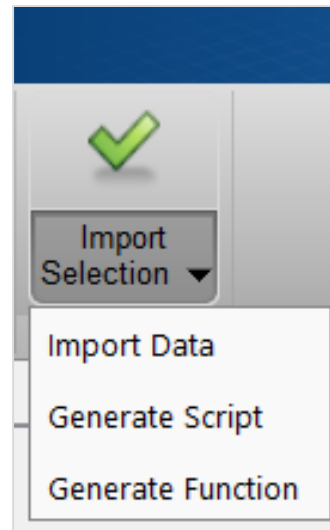 Import
Selection
Import Data
Generate Script
Generate Function